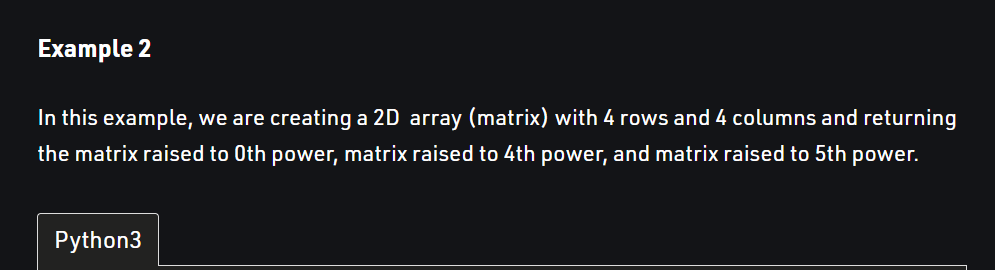 Example 2
In this example, we are creating a 2D  array (matrix) with 4 rows and 4 columns and returning
the matrix raised to 0th power, matrix raised to 4th power, and matrix raised to 5th power.
Python3